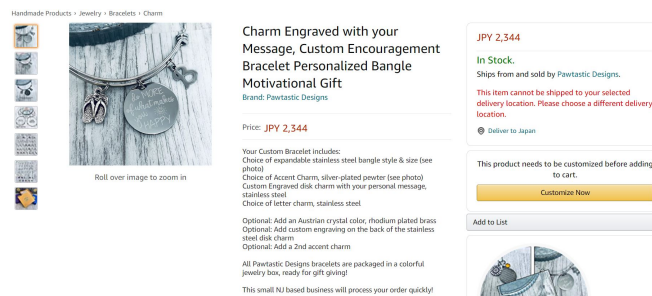 Handmade Products › Jewelry › Bracelets › Charm
Charm Engraved with your
Message, Custom Encouragement
Bracelet Personalized Bangle
Motivational Gift
Brand: Pawtastic Designs
Price: JPY 2,344
Your Custom Bracelet includes:
Choice of expandable stainless steel bangle style & size (see
photo)
Choice of Accent Charm, silver-plated pewter (see photo)
Custom Engraved disk charm with your personal message,
stainless steel
Choice of letter charm, stainless steel
Optional: Add an Austrian crystal color, rhodium plated brass
Optional: Add custom engraving on the back of the stainless
steel disk charm
Optional: Add a 2nd accent charm
All Pawtastic Designs bracelets are packaged in a colorful
jewelry box, ready for gift giving!
This small NJ based business will process your order quickly!
what makes
HAPPY
Roll over image to zoom in
JPY 2,344
In Stock.
Ships from and sold by Pawtastic Designs.
This item cannot be shipped to your selected
delivery location. Please choose a different delivery
location.
Deliver to Japan
This product needs to be customized before adding
to cart.
Customize Now
Add to List